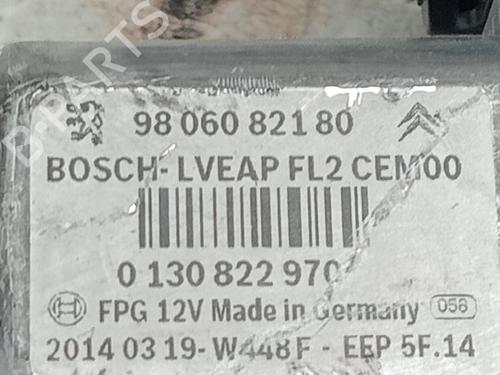 B-PARTS
98 060 821 80
BOSCH- LVEAP FL2 CEM00
0 130 822 970
FPG 12V Made in Germany 056
2014 03 19- W448F - EEP 5F.14